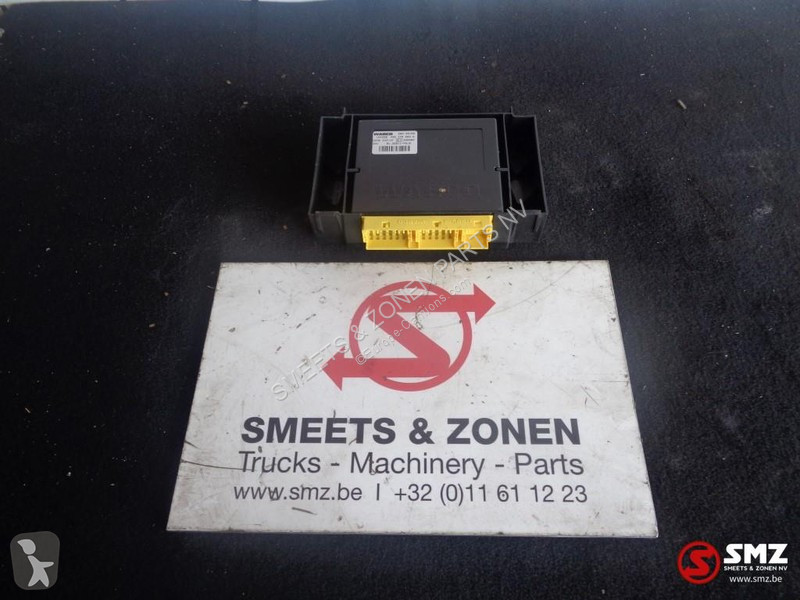 WABCO
SMEETS & ZONEN
Trucks - Machinery - Parts
www.smz.be I +32 (0)11 61 12 23
SMEETS & ZONEN PARTS NV
SMZ
SMEETS & ZONEN NV
www.smz.be